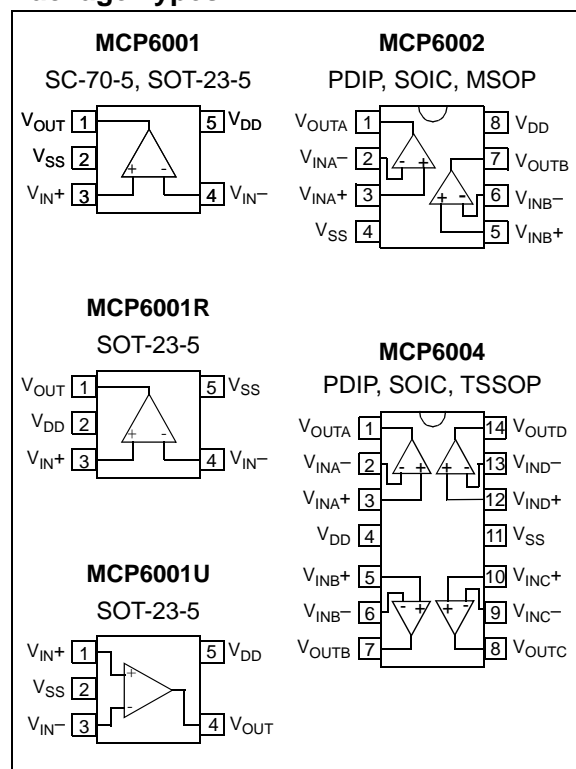 MCP6001
SC-70-5, SOT-23-5
VOUT 1 5 VDD
VSS 2
VIN+ 3 4 VIN–
+ -
MCP6001R
SOT-23-5
VOUT 1 5 VSS
VDD 2
VIN+ 3 4 VIN–
+ -
MCP6001U
SOT-23-5
VIN+ 1 5 VDD
VSS 2
VIN– 3 4 VOUT
+
-
MCP6002
PDIP, SOIC, MSOP
VOUTA 1 8 VDD
VINA– 2 - + 7 VOUTB
VINA+ 3 + - 6 VINB–
VSS 4 5 VINB+
MCP6004
PDIP, SOIC, TSSOP
VOUTA 1 14 VOUTD
VINA– 2 - + + - 13 VIND–
VINA+ 3 12 VIND+
VDD 4 11 VSS
VINB+ 5 10 VINC+
VINB– 6 - + + - 9 VINC–
VOUTB 7 8 VOUTC